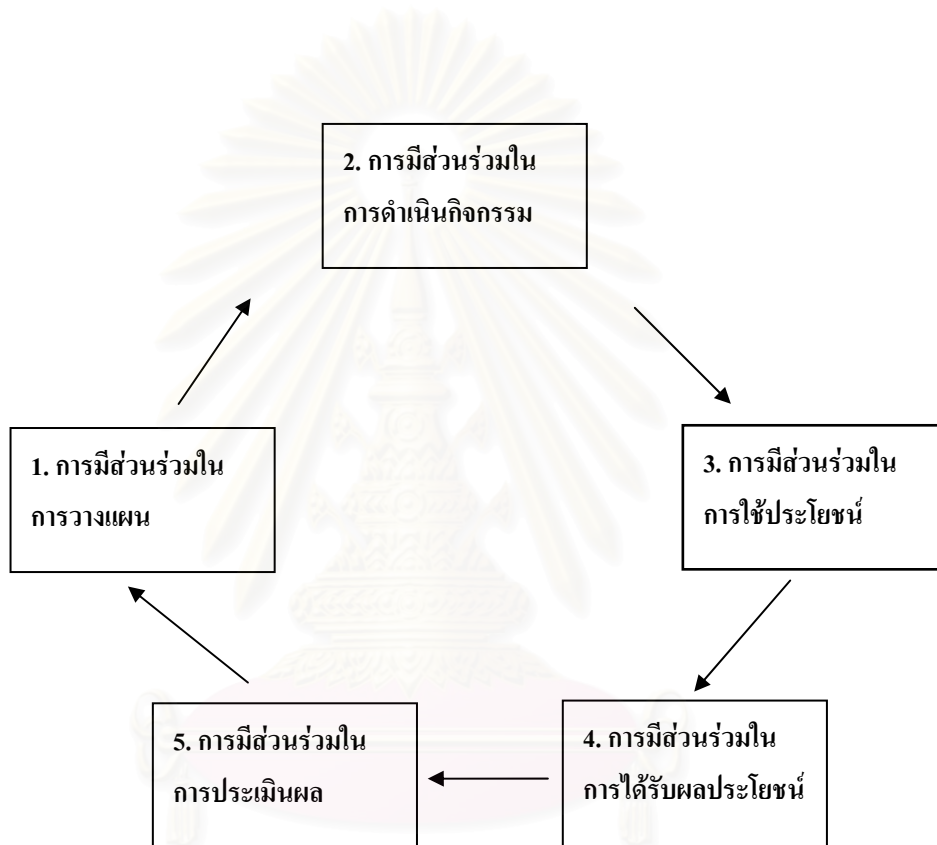 2. การมีส่วนร่วมใน
การดำเนินกิจกรรม
1. การมีส่วนร่วมใน
การวางแผน
3. การมีส่วนร่วมใน
การใช้ประโยชน์
5. การมีส่วนร่วมใน
การประเมินผล
4. การมีส่วนร่วมใน
การได้รับผลประโยชน์